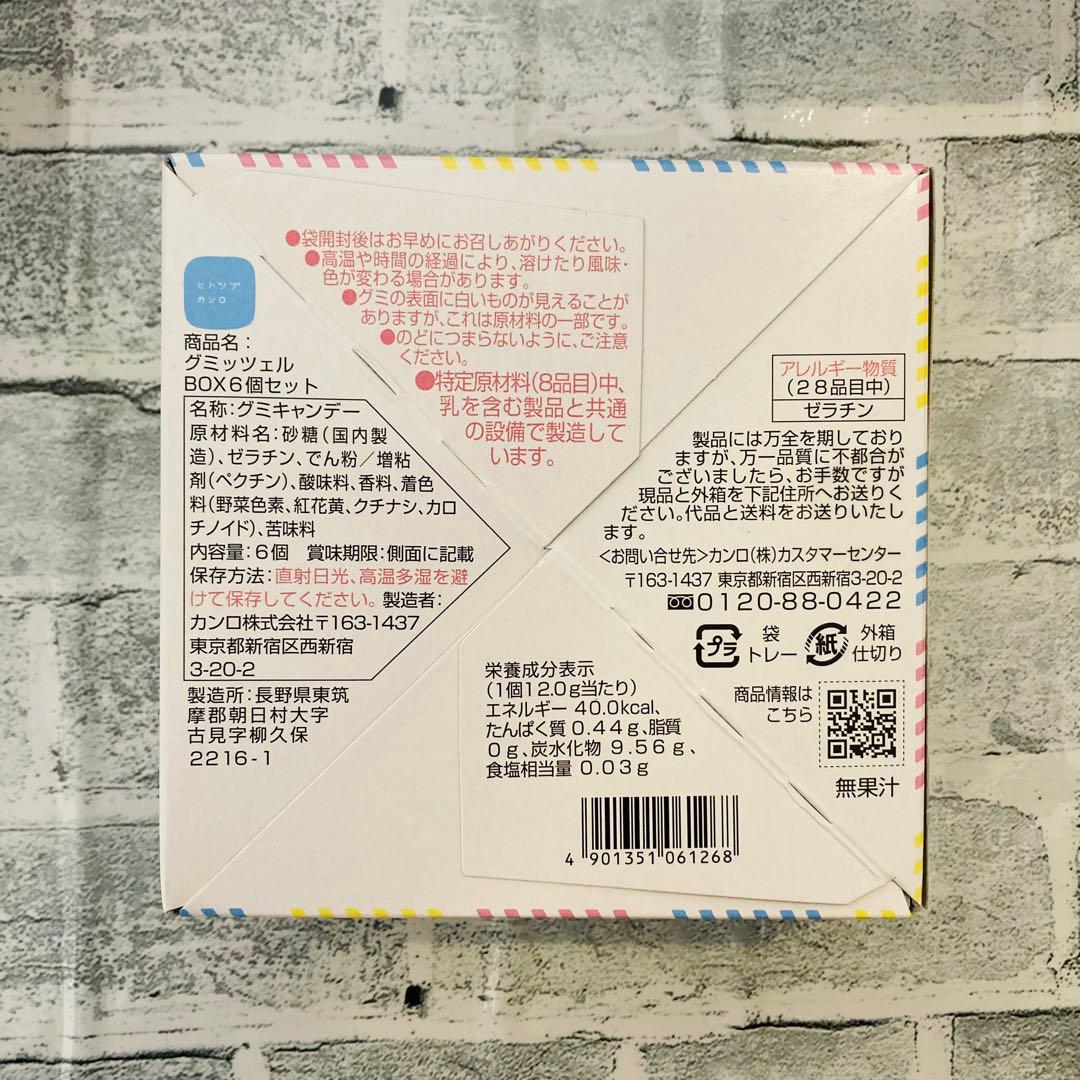 ●袋開封後はお早めにお召しあがりください。
●高温や時間の経過により、溶けたり風味・
色が変わる場合があります。
●グミの表面に白いものが見えることが
ありますが、これは原材料の一部です。
●のどにつまらないように、ご注意
ください。
●特定原材料(8品目)中、
乳を含む製品と共通
の設備で製造して
います。
ヒトツブ
カンロ
商品名：
グミッツェル
BOX6個セット
名称：グミキャンデー
原材料名：砂糖(国内製
造)、ゼラチン、でん粉／増粘
剤(ペクチン)、酸味料、香料、着色
料(野菜色素、紅花黄、クチナシ、カロ
チノイド)、苦味料
内容量：6個　賞味期限：側面に記載
保存方法：直射日光、高温多湿を避
けて保存してください。製造者：
カンロ株式会社〒163-1437
東京都新宿区西新宿
3-20-2
製造所：長野県東筑
摩郡朝日村大字
古見字柳久保
2216-1
アレルギー物質
(28品目中)
ゼラチン
製品には万全を期しており
ますが、万一品質に不都合が
ございましたら、お手数ですが
現品と外箱を下記住所へお送りく
ださい。代品と送料をお送りいたし
ます。
<お問い合せ先>カンロ(株)カスタマーセンター
〒163-1437 東京都新宿区西新宿3-20-2
0120-88-0422
プラ 袋 トレー 紙 外箱 仕切り
商品情報は
こちら
無果汁
栄養成分表示
(1個12.0g当たり)
エネルギー 40.0kcal、
たんぱく質 0.44g、脂質
0g、炭水化物 9.56g、
食塩相当量 0.03g
4 901351 061268